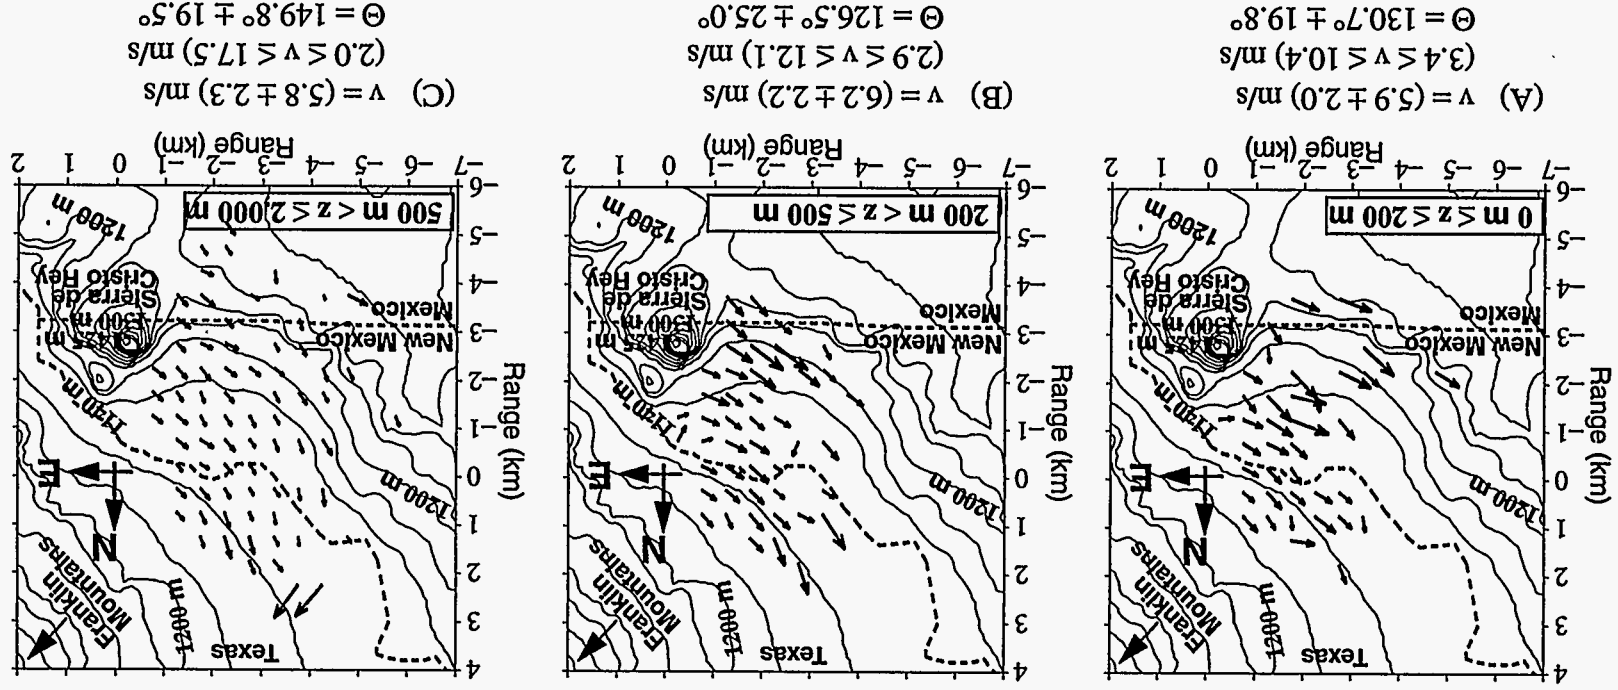 4
3
2
1
0
−1
−2
−3
−4
−5
−6
Range (km)
Texas
Franklin
Mountains
1200 m
N
E
1200 m
1140 m
New Mexico
Mexico
1425 m
1300 m
Sierra de
Cristo Rey
1200 m
0 m ≤ z ≤ 200 m
−7 −6 −5 −4 −3 −2 −1 0 1 2
Range (km)
(A) v = (5.9 ± 2.0) m/s
(3.4 ≤ v ≤ 10.4) m/s
Θ = 130.7° ± 19.8°
4
3
2
1
0
−1
−2
−3
−4
−5
−6
Range (km)
Texas
Franklin
Mountains
1200 m
N
E
1200 m
1140 m
New Mexico
Mexico
1425 m
1300 m
Sierra de
Cristo Rey
1200 m
200 m < z ≤ 500 m
−7 −6 −5 −4 −3 −2 −1 0 1 2
Range (km)
(B) v = (6.2 ± 2.2) m/s
(2.9 ≤ v ≤ 12.1) m/s
Θ = 126.5° ± 25.0°
4
3
2
1
0
−1
−2
−3
−4
−5
−6
Range (km)
Texas
Franklin
Mountains
1200 m
N
E
1200 m
1140 m
New Mexico
Mexico
1425 m
1300 m
Sierra de
Cristo Rey
1200 m
500 m < z ≤ 2,000 m
−7 −6 −5 −4 −3 −2 −1 0 1 2
Range (km)
(C) v = (5.8 ± 2.3) m/s
(2.0 ≤ v ≤ 17.5) m/s
Θ = 149.8° ± 19.5°